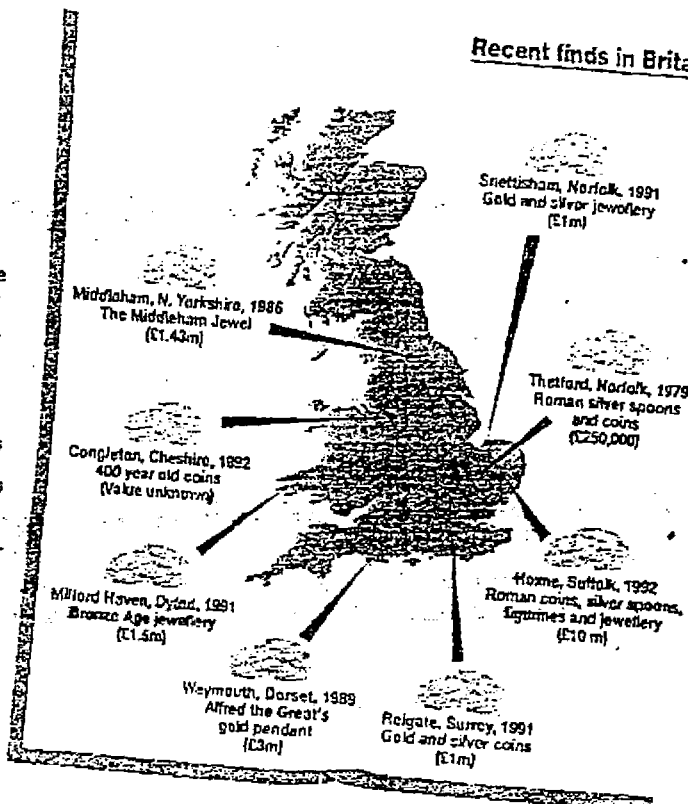 Recent finds in Brita
Snettisham, Norfolk, 1991
Gold and silver jewellery
(£1m)
Middleham, N. Yorkshire, 1986
The Middleham Jewel
(£1.43m)
Thetford, Norfolk, 1979
Roman silver spoons
and coins
(£250,000)
Congleton, Cheshire, 1992
400 year old coins
(Value unknown)
Hoxne, Suffolk, 1992
Roman coins, silver spoons,
figurines and jewellery
(£10 m)
Milford Haven, Dyfed, 1991
Bronze Age jewellery
(£1.5m)
Weymouth, Dorset, 1989
Alfred the Great's
gold pendant
(£3m)
Reigate, Surrey, 1991
Gold and silver coins
(£1m)